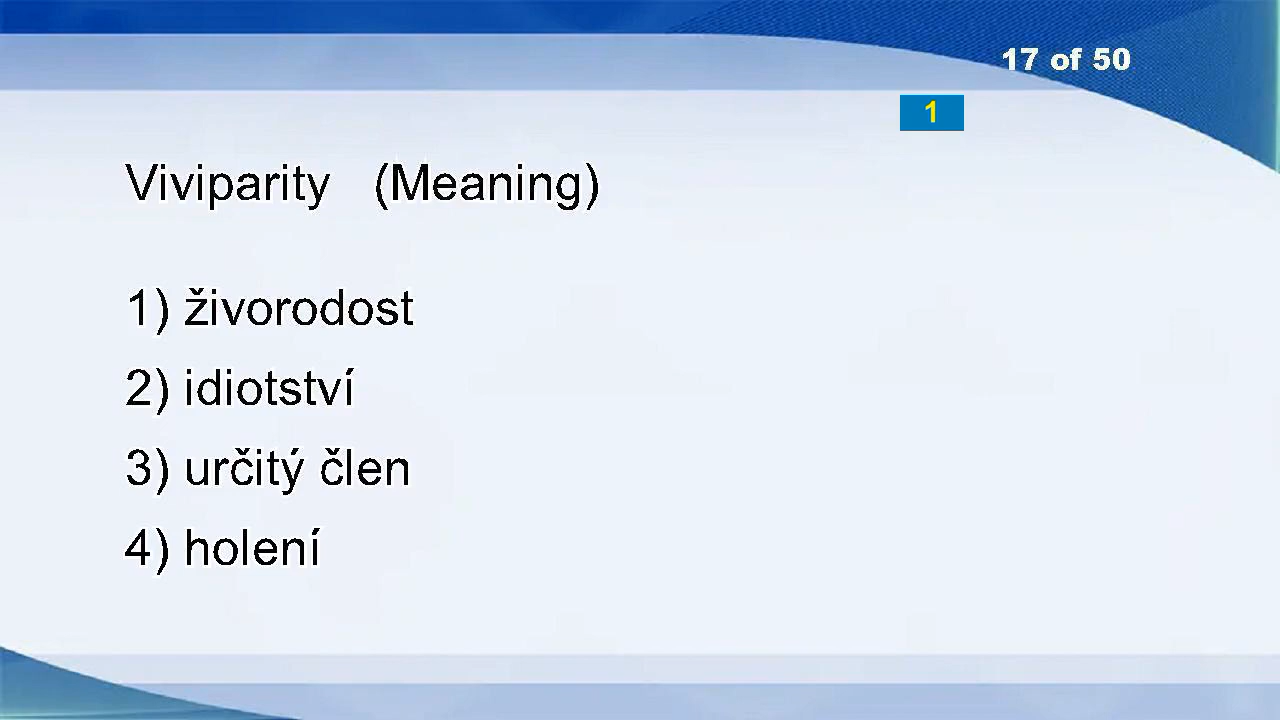 17 of 50
1
Viviparity (Meaning)
1) živorodost
2) idiotství
3) určitý člen
4) holení